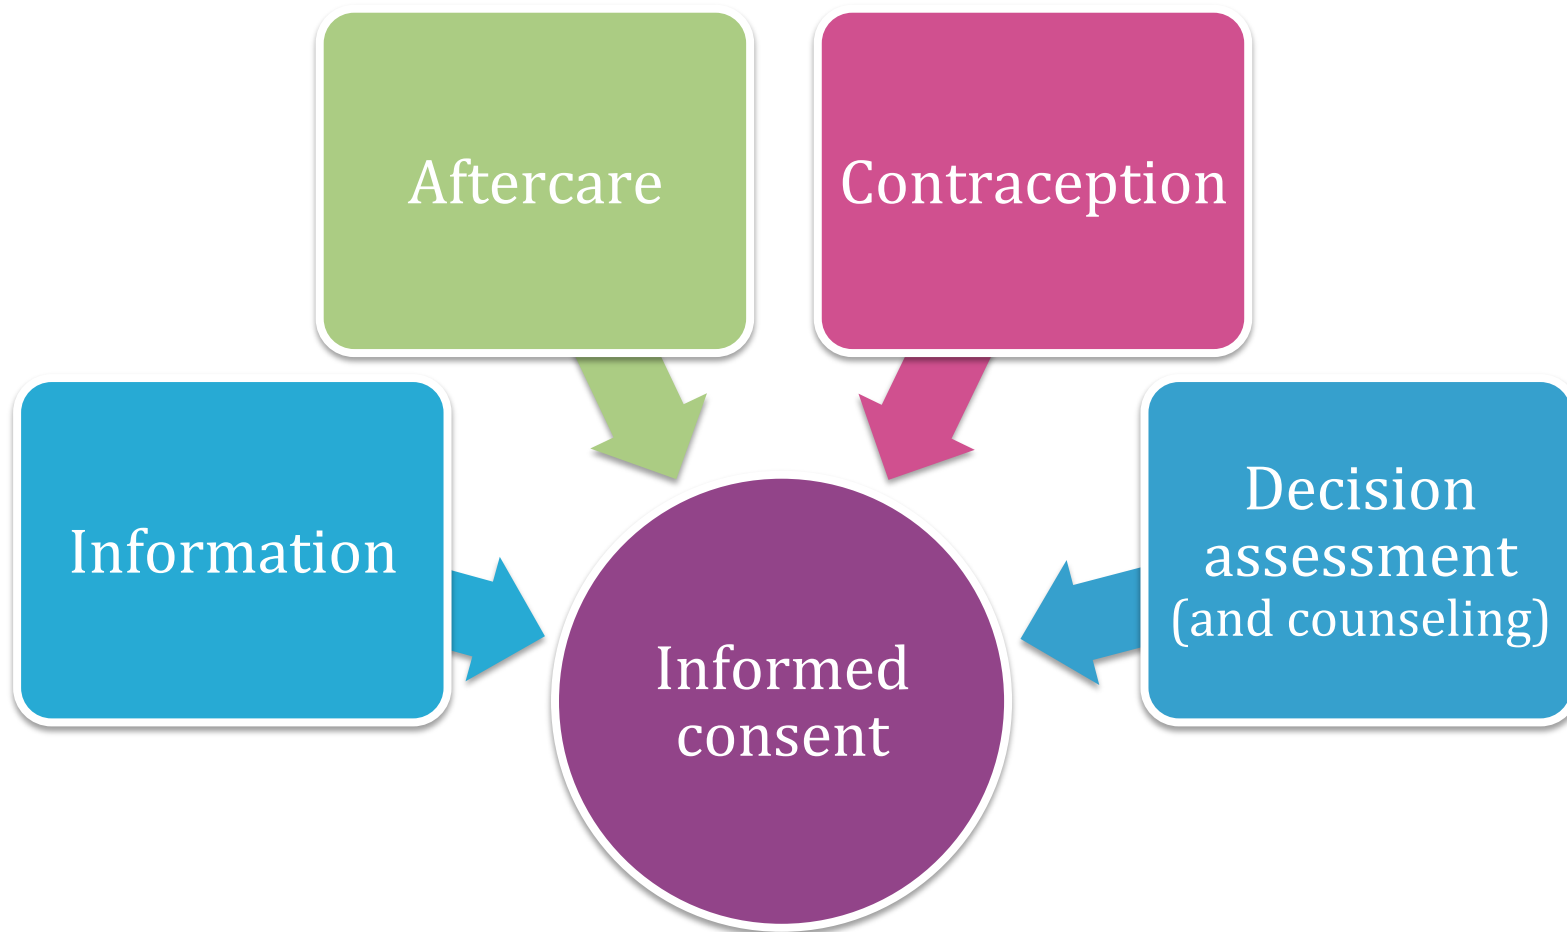 Aftercare
Contraception
Information
Decision
assessment
(and counseling)
Informed
consent